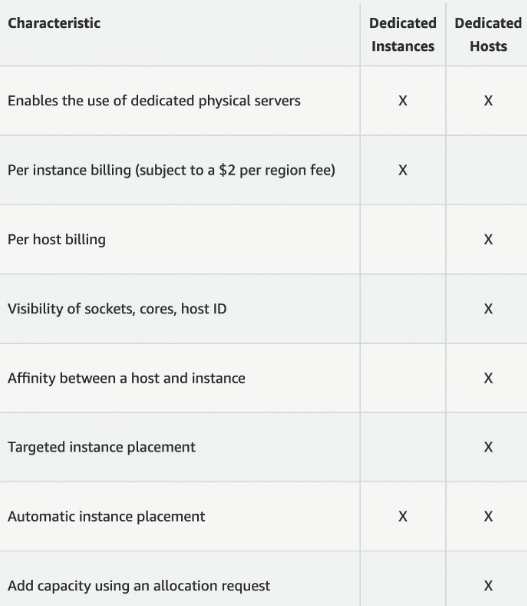 Characteristic Dedicated Dedicated
Instances Hosts
Enables the use of dedicated physical servers X X
Per instance billing (subject to a $2 per region fee) X
Per host billing X
Visibility of sockets, cores, host ID X
Affinity between a host and instance X
Targeted instance placement X
Automatic instance placement X X
Add capacity using an allocation request X